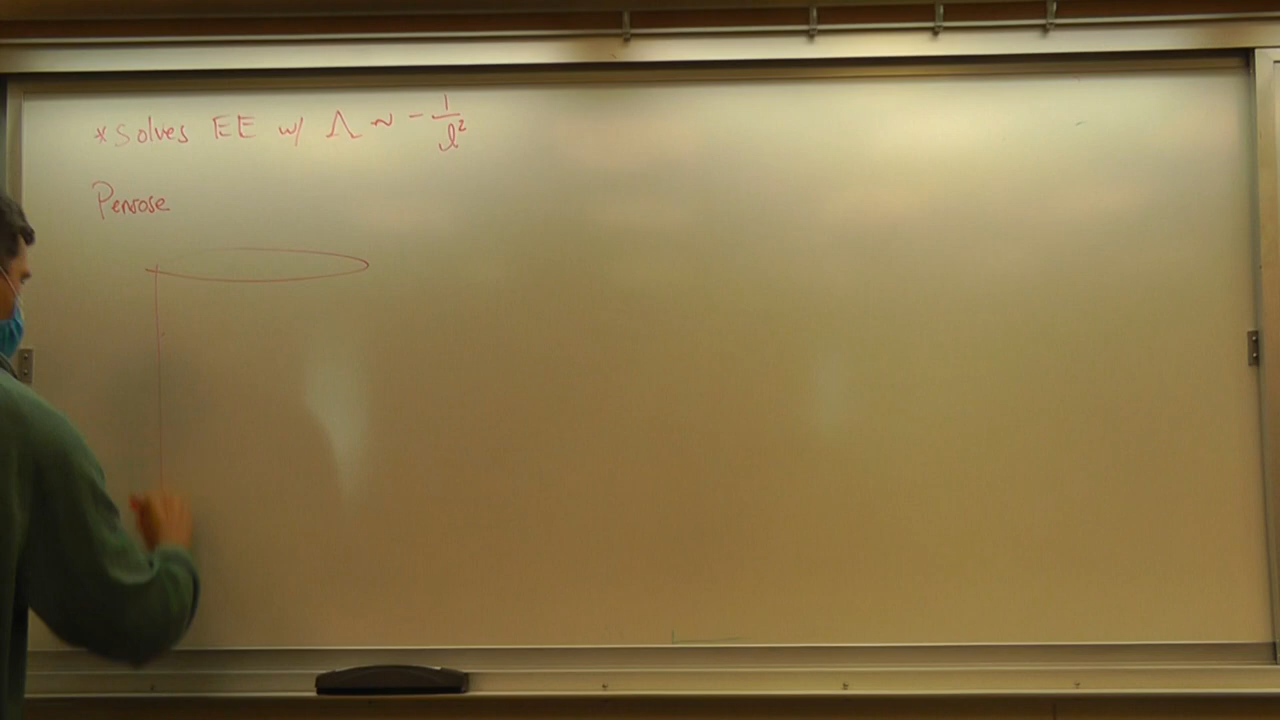 *Solves EE w/ Λ ~ -1/l²
Penrose